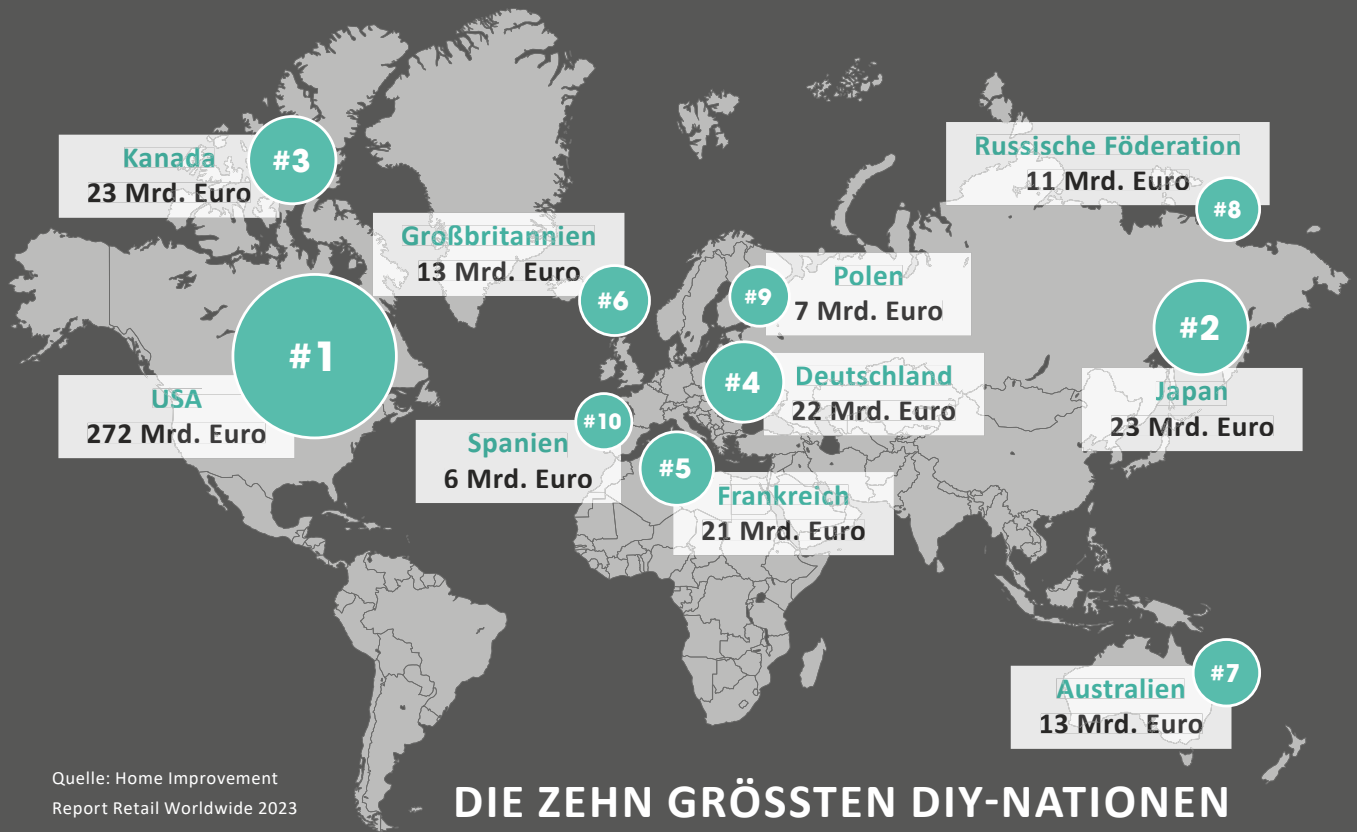 Kanada
23 Mrd. Euro
#3
Russische Föderation
11 Mrd. Euro
#8
Großbritannien
13 Mrd. Euro
#6
#9
Polen
7 Mrd. Euro
#1
USA
272 Mrd. Euro
#2
Japan
23 Mrd. Euro
#4
Deutschland
22 Mrd. Euro
#10
Spanien
6 Mrd. Euro
#5
Frankreich
21 Mrd. Euro
#7
Australien
13 Mrd. Euro
Quelle: Home Improvement
Report Retail Worldwide 2023
DIE ZEHN GRÖSSTEN DIY-NATIONEN